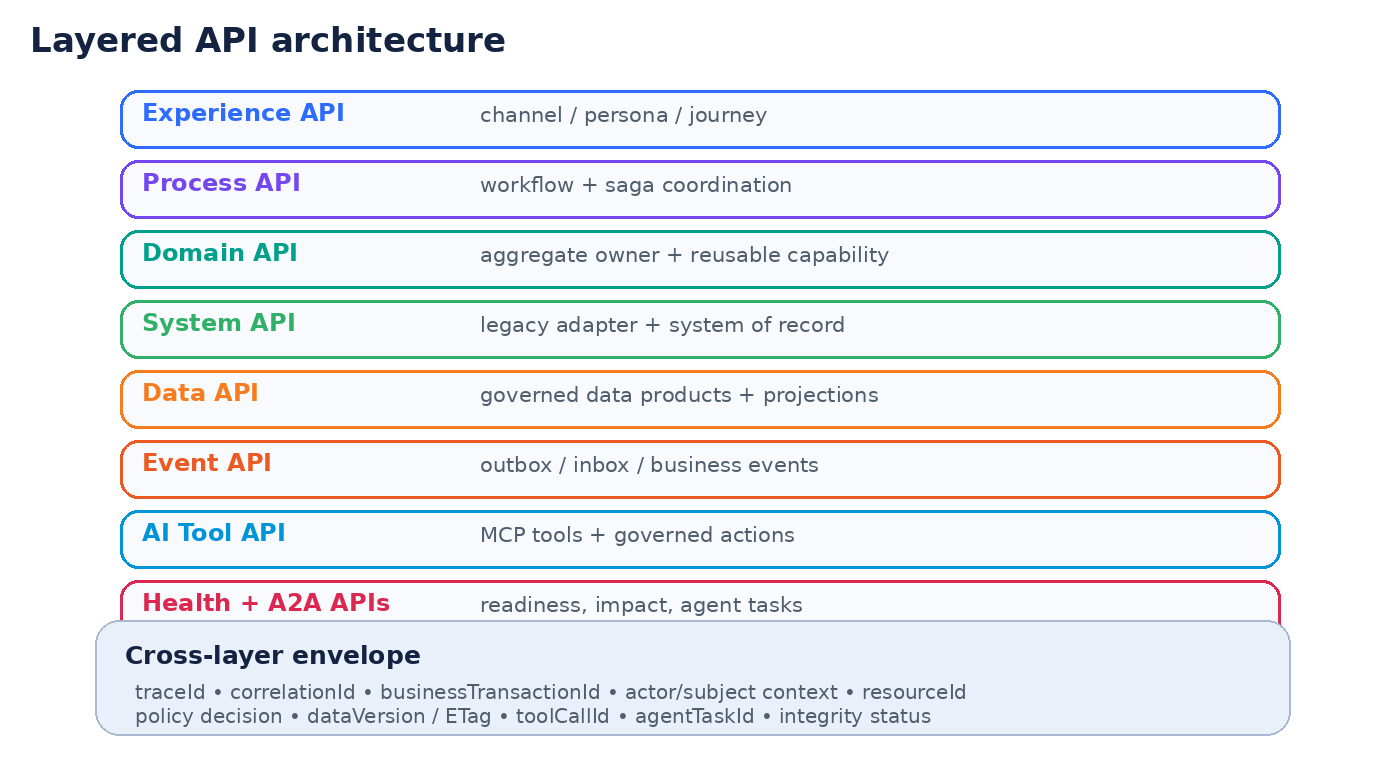 Layered API architecture
Experience API channel / persona / journey
Process API workflow + saga coordination
Domain API aggregate owner + reusable capability
System API legacy adapter + system of record
Data API governed data products + projections
Event API outbox / inbox / business events
AI Tool API MCP tools + governed actions
Health + A2A APIs readiness, impact, agent tasks
Cross-layer envelope
traceId • correlationId • businessTransactionId • actor/subject context • resourceId
policy decision • dataVersion / ETag • toolCallId • agentTaskId • integrity status